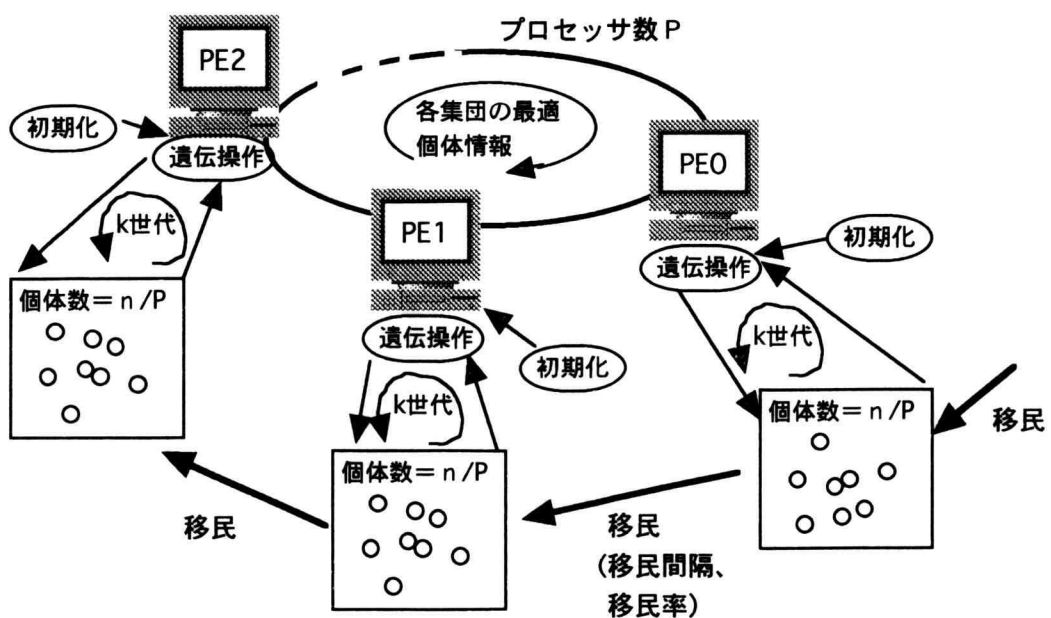 プロセッサ数P
PE2
初期化
遺伝操作
各集団の最適
個体情報
PE0
k世代
PE1
初期化
遺伝操作
個体数=n/P
遺伝操作
初期化
k世代
k世代
個体数=n/P
移民
個体数=n/P
移民
移民
(移民間隔、
移民率)